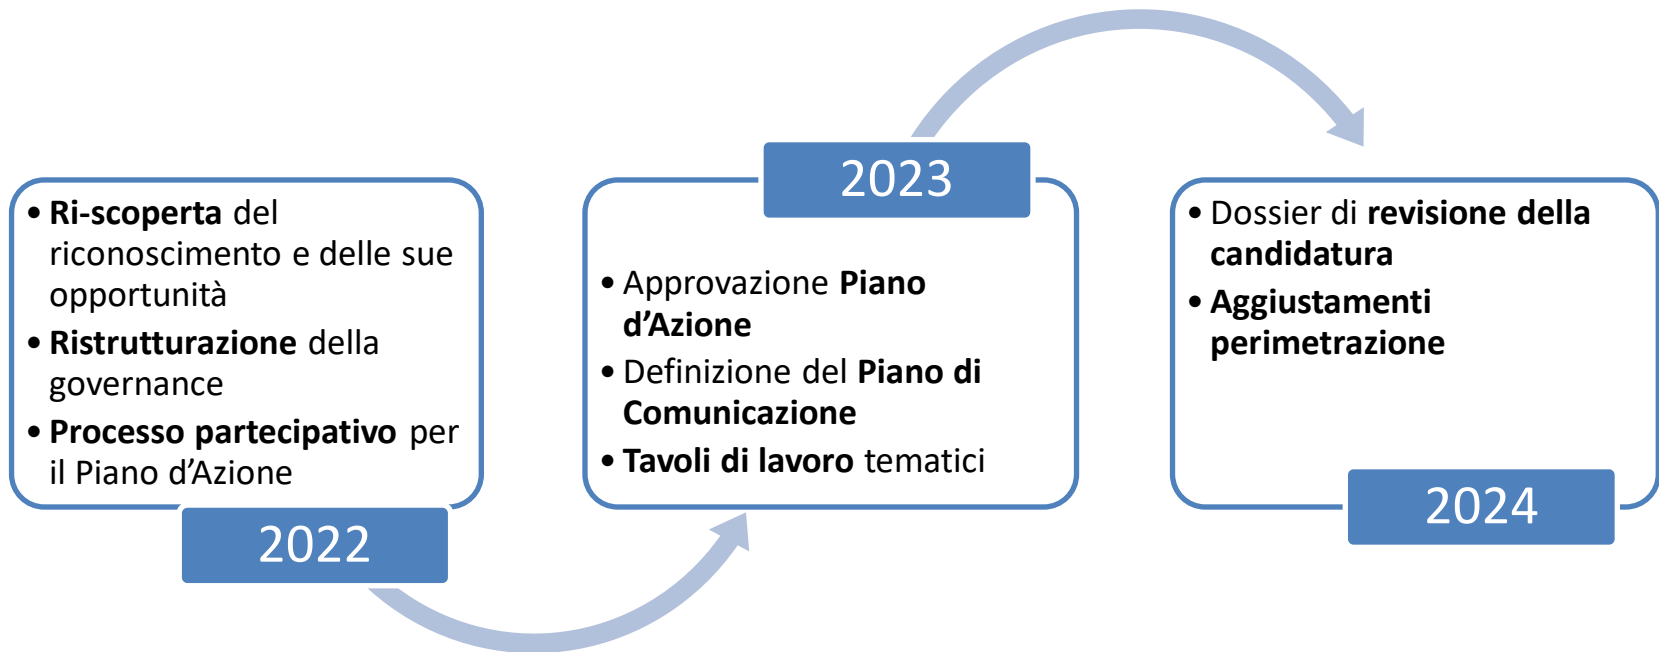 • Ri-scoperta del
riconoscimento e delle sue
opportunità
• Ristrutturazione della
governance
• Processo partecipativo per
il Piano d’Azione
2022
2023
• Approvazione Piano
d’Azione
• Definizione del Piano di
Comunicazione
• Tavoli di lavoro tematici
• Dossier di revisione della
candidatura
• Aggiustamenti
perimetrazione
2024